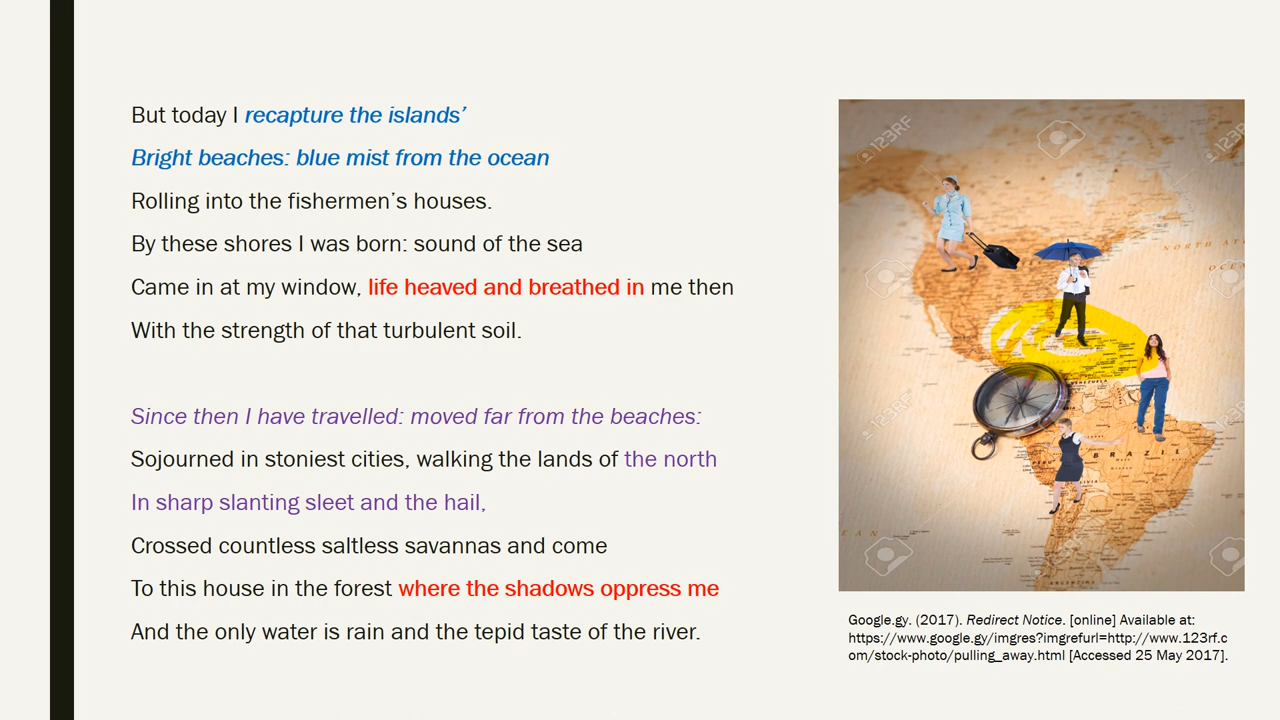 But today I recapture the islands’
Bright beaches: blue mist from the ocean
Rolling into the fishermen’s houses.
By these shores I was born: sound of the sea
Came in at my window, life heaved and breathed in me then
With the strength of that turbulent soil.
Since then I have travelled: moved far from the beaches:
Sojourned in stoniest cities, walking the lands of the north
In sharp slanting sleet and the hail,
Crossed countless saltless savannas and come
To this house in the forest where the shadows oppress me
And the only water is rain and the tepid taste of the river.
123RF
NORTH AT
OC
VENEZUELA
BRAZIL
Google.gy. (2017). Redirect Notice. [online] Available at:
https://www.google.gy/imgres?imgrefurl=http://www.123rf.c
om/stock-photo/pulling_away.html [Accessed 25 May 2017].